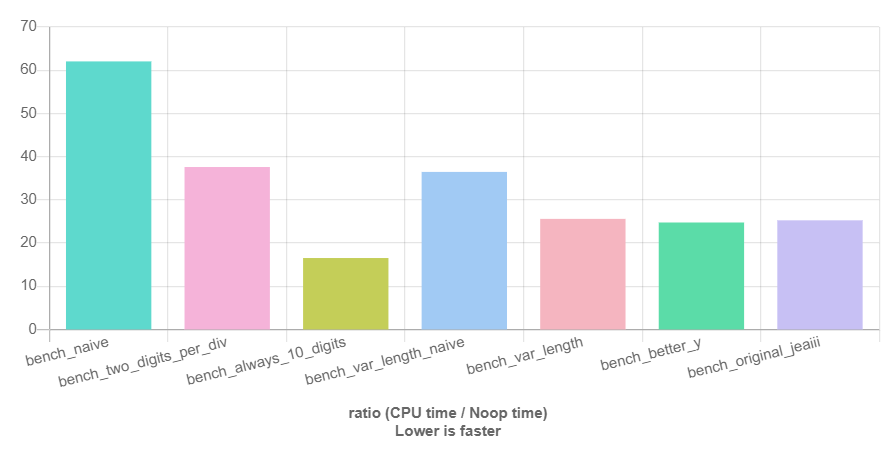 70
60
50
40
30
20
10
0
bench_naive
bench_two_digits_per_div
bench_always_10_digits
bench_var_length_naive
bench_var_length
bench_better_y
bench_original_jeaiii
ratio (CPU time / Noop time)
Lower is faster